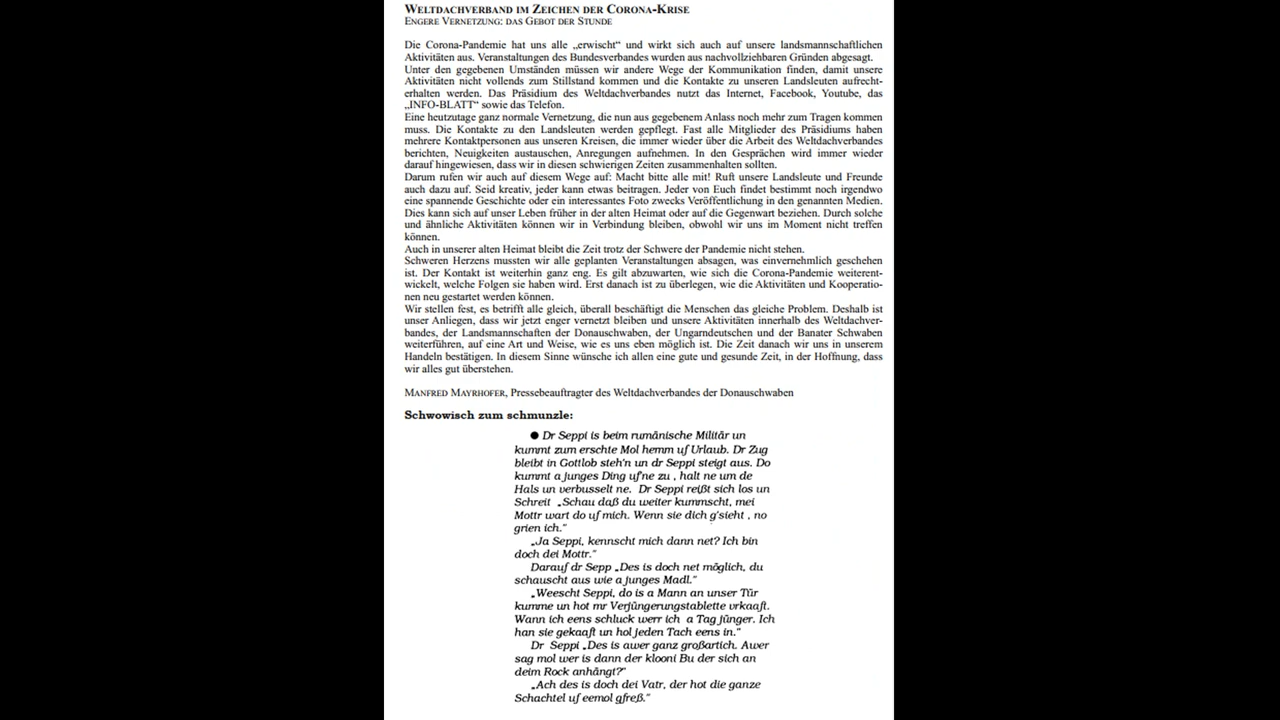 Weltdachverband im Zeichen der Corona-Krise
Engere Vernetzung: das Gebot der Stunde
Die Corona-Pandemie hat uns alle „erwischt“ und wirkt sich auch auf unsere landsmannschaftlichen
Aktivitäten aus. Veranstaltungen des Bundesverbandes wurden aus nachvollziehbaren Gründen abgesagt.
Unter den gegebenen Umständen müssen wir andere Wege der Kommunikation finden, damit unsere
Aktivitäten nicht vollends zum Stillstand kommen und die Kontakte zu unseren Landsleuten aufrecht-
erhalten werden. Das Präsidium des Weltdachverbandes nutzt das Internet, Facebook, Youtube, das
„INFO-BLATT“ sowie das Telefon.
Eine heutzutage ganz normale Vernetzung, die nun aus gegebenem Anlass noch mehr zum Tragen kommen
muss. Die Kontakte zu den Landsleuten werden gepflegt. Fast alle Mitglieder des Präsidiums haben
mehrere Kontaktpersonen aus unseren Kreisen, die immer wieder über die Arbeit des Weltdachverbandes
berichten, Neuigkeiten austauschen, Anregungen aufnehmen. In den Gesprächen wird immer wieder
darauf hingewiesen, dass wir in diesen schwierigen Zeiten zusammenhalten sollten.
Darum rufen wir auch auf diesem Wege auf: Macht bitte alle mit! Ruft unsere Landsleute und Freunde
auch dazu auf. Seid kreativ, jeder kann etwas beitragen. Jeder von Euch findet bestimmt noch irgendwo
eine spannende Geschichte oder ein interessantes Foto zwecks Veröffentlichung in den genannten Medien.
Dies kann sich auf unser Leben früher in der alten Heimat oder auf die Gegenwart beziehen. Durch solche
und ähnliche Aktivitäten können wir in Verbindung bleiben, obwohl wir uns im Moment nicht treffen
können.
Auch in unserer alten Heimat bleibt die Zeit trotz der Schwere der Pandemie nicht stehen.
Schweren Herzens mussten wir alle geplanten Veranstaltungen absagen, was einvernehmlich geschehen
ist. Der Kontakt ist weiterhin ganz eng. Es gilt abzuwarten, wie sich die Corona-Pandemie weiterent-
wickelt, welche Folgen sie haben wird. Erst danach ist zu überlegen, wie die Aktivitäten und Kooperatio-
nen neu gestartet werden können.
Wir stellen fest, es betrifft alle gleich, überall beschäftigt die Menschen das gleiche Problem. Deshalb ist
unser Anliegen, dass wir jetzt enger vernetzt bleiben und unsere Aktivitäten innerhalb des Weltdachver-
bandes, der Landsmannschaften der Donauschwaben, der Ungarndeutschen und der Banater Schwaben
weiterführen, auf eine Art und Weise, wie es uns eben möglich ist. Die Zeit danach wir uns in unserem
Handeln bestätigen. In diesem Sinne wünsche ich allen eine gute und gesunde Zeit, in der Hoffnung, dass
wir alles gut überstehen.
Manfred Mayrhofer, Pressebeauftragter des Weltdachverbandes der Donauschwaben
Schwowisch zum schmunzle:
● Dr Seppi is beim rumänische Militär un
kummt zum erschte Mol hemm uf Urlaub. Dr Zug
bleibt in Gottlob steh'n un dr Seppi steigt aus. Do
kummt a junges Ding uf'ne zu , halt ne um de
Hals un verbusselt ne. Dr Seppi reißt sich los un
Schreit „Schau daß du weiter kummscht, mei
Mottr wart do uf mich. Wenn sie dich g'sieht , no
grien ich.“
„Ja Seppi, kennscht mich dann net? Ich bin
doch dei Mottr.“
Darauf dr Sepp „Des is doch net möglich, du
schauscht aus wie a junges Madl.“
„Weescht Seppi, do is a Mann an unser Tür
kumme un hot mr Verjüngerungstablette vrkaaft.
Wann ich eens schluck werr ich a Tag jünger. Ich
han sie gekaaft un hol jeden Tach eens in.“
Dr Seppi „Des is awer ganz großartich. Awer
sag mol wer is dann der klooni Bu der sich an
deim Rock anhängt?“
„Ach des is doch dei Vatr, der hot die ganze
Schachtel uf eemol gfreß.“